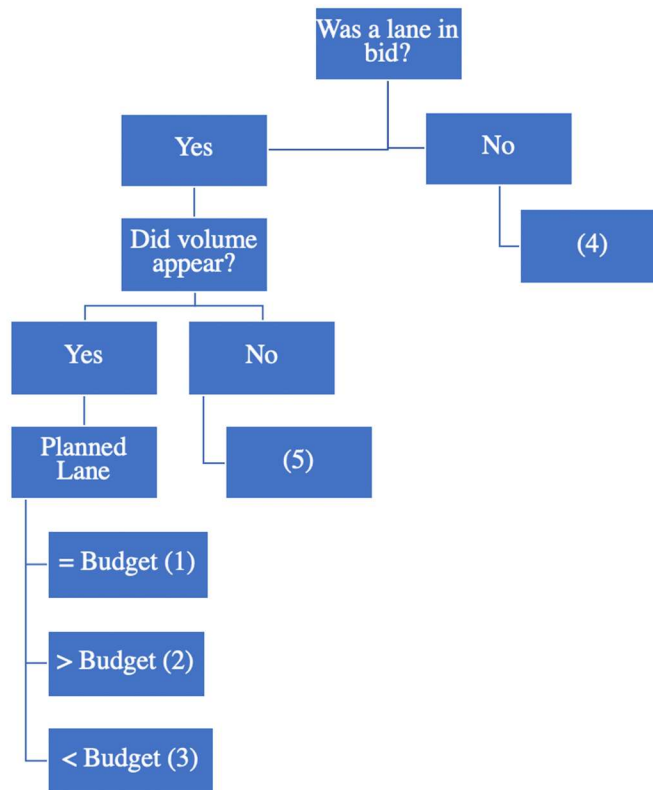 Was a lane in
bid?
Yes
No
Did volume
appear?
(4)
Yes
No
Planned
Lane
(5)
= Budget (1)
> Budget (2)
< Budget (3)